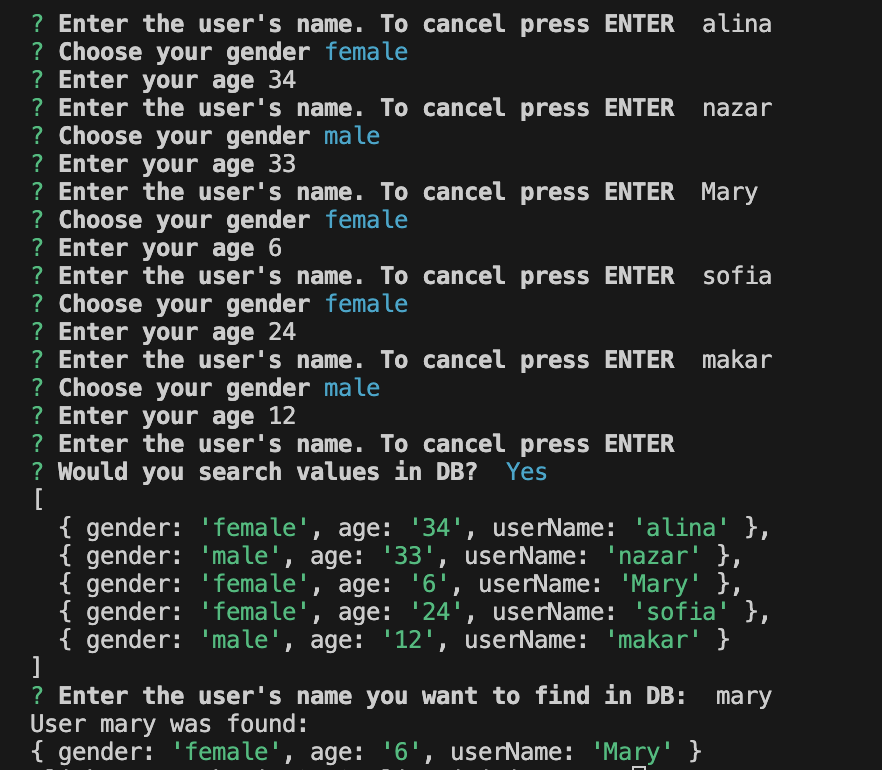 ? Enter the user's name. To cancel press ENTER  alina
? Choose your gender female
? Enter your age 34
? Enter the user's name. To cancel press ENTER  nazar
? Choose your gender male
? Enter your age 33
? Enter the user's name. To cancel press ENTER  Mary
? Choose your gender female
? Enter your age 6
? Enter the user's name. To cancel press ENTER  sofia
? Choose your gender female
? Enter your age 24
? Enter the user's name. To cancel press ENTER  makar
? Choose your gender male
? Enter your age 12
? Enter the user's name. To cancel press ENTER
? Would you search values in DB?  Yes
[
  { gender: 'female', age: '34', userName: 'alina' },
  { gender: 'male', age: '33', userName: 'nazar' },
  { gender: 'female', age: '6', userName: 'Mary' },
  { gender: 'female', age: '24', userName: 'sofia' },
  { gender: 'male', age: '12', userName: 'makar' }
]
? Enter the user's name you want to find in DB:  mary
User mary was found:
{ gender: 'female', age: '6', userName: 'Mary' }